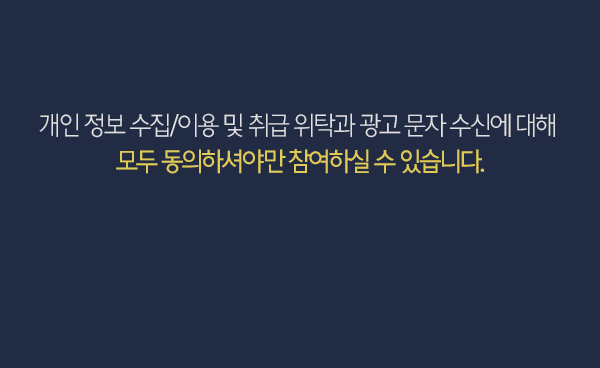 개인 정보 수집/이용 및 취급 위탁과 광고 문자 수신에 대해
모두 동의하셔야만 참여하실 수 있습니다.